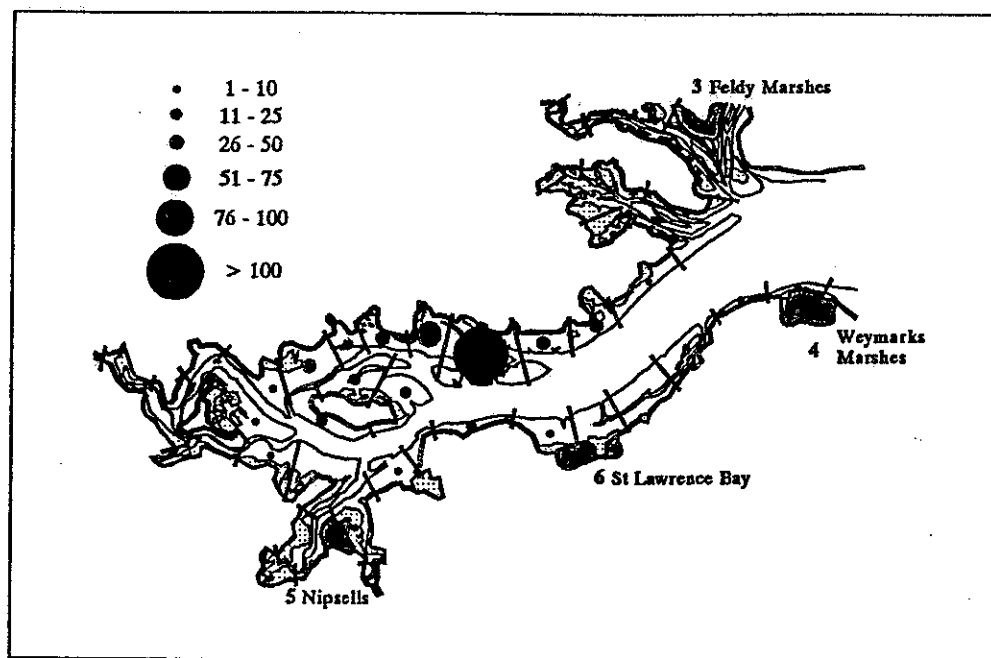 3 Feldy Marshes
1 - 10
11 - 25
26 - 50
51 - 75
76 - 100
> 100
4 Weymarks
Marshes
6 St Lawrence Bay
5 Nipsells